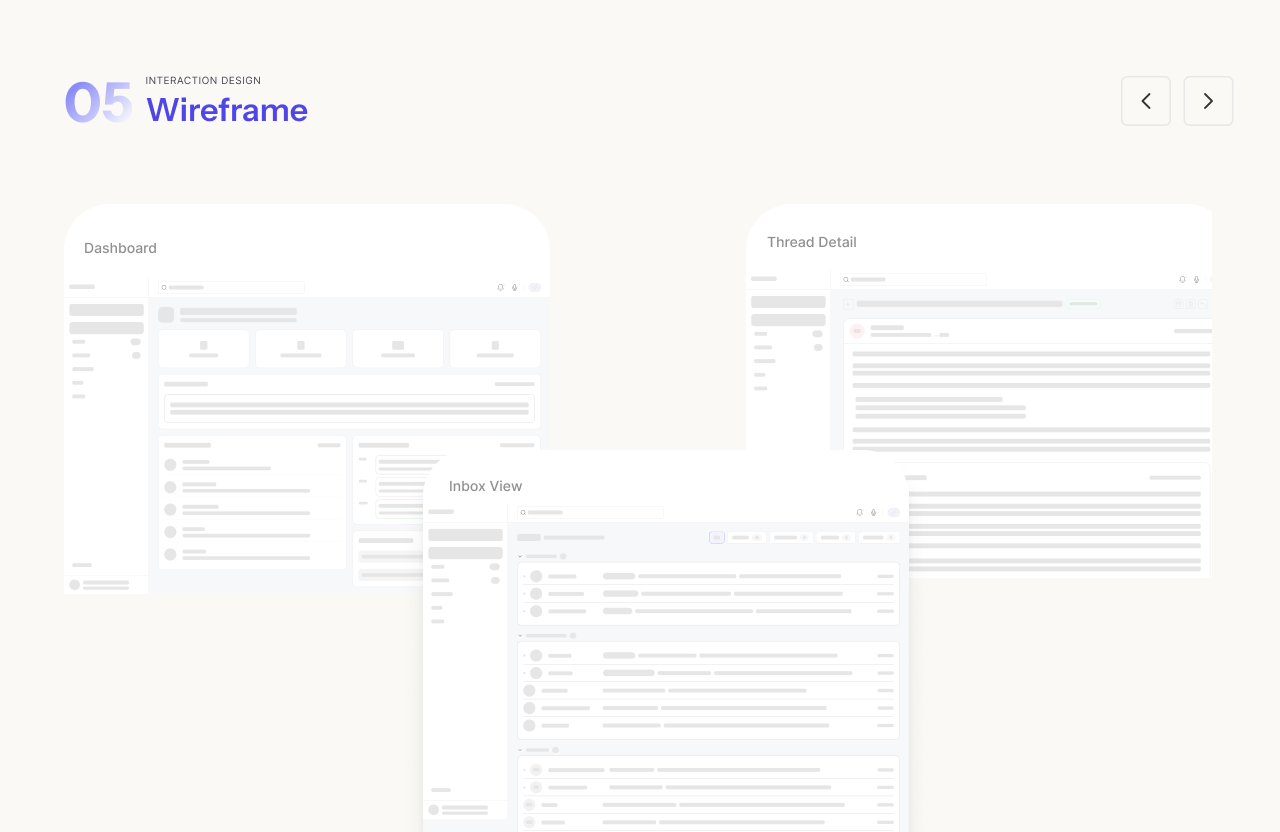 05
INTERACTION DESIGN
Wireframe
Dashboard
Thread Detail
Inbox View